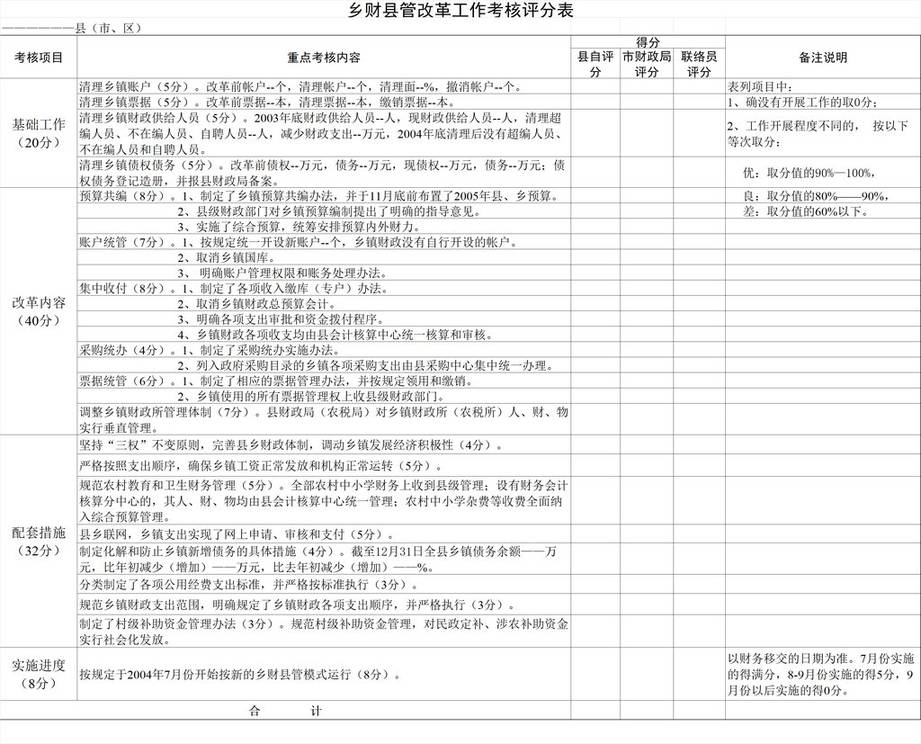 乡财县管改革工作考核评分表
——————县（市、区）
考核项目
重点考核内容
得分
县自评分
市财政局评分
联络员评分
备注说明
基础工作
（20分）
清理乡镇账户（5分）。改革前帐户--个，清理帐户--个，清理面--%，撤消帐户--个。
清理乡镇票据（5分）。改革前票据--本，清理票据--本，缴销票据--本。
清理乡镇财政供给人员（5分）。2003年底财政供给人员--人，现财政供给人员--人，清理超
编人员、不在编人员、自聘人员--人，减少财政支出--万元，2004年底清理后没有超编人员、
不在编人员和自聘人员。
清理乡镇债权债务（5分）。改革前债权--万元，债务--万元，现债权--万元，债务--万元；债
权债务登记造册，并报县财政局备案。
表列项目中：
1、确没有开展工作的取0分；
2、工作开展程度不同的， 按以下
等次取分：
优：取分值的90%—100%，
良：取分值的80%——90%，
差：取分值的60%以下。
改革内容
（40分）
预算共编（8分）。1、制定了乡镇预算共编办法，并于11月底前布置了2005年县、乡预算。
2、县级财政部门对乡镇预算编制提出了明确的指导意见。
3、实施了综合预算，统筹安排预算内外财力。
账户统管（7分）。1、按规定统一开设新账户--个，乡镇财政没有自行开设的帐户。
2、取消乡镇国库。
3、 明确账户管理权限和账务处理办法。
集中收付（8分）。1、制定了各项收入缴库（专户）办法。
2、取消乡镇财政总预算会计。
3、明确各项支出审批和资金拨付程序。
4、乡镇财政各项收支均由县会计核算中心统一核算和审核。
采购统办（4分）。1、制定了采购统办实施办法。
2、列入政府采购目录的乡镇各项采购支出由县采购中心集中统一办理。
票据统管（6分）。1、制定了相应的票据管理办法，并按规定领用和缴销。
2、乡镇使用的所有票据管理权上收县级财政部门。
调整乡镇财政所管理体制（7分）。县财政局（农税局）对乡镇财政所（农税所）人、财、物
实行垂直管理。
配套措施
（32分）
坚持“三权”不变原则，完善县乡财政体制，调动乡镇发展经济积极性（4分）。
严格按照支出顺序，确保乡镇工资正常发放和机构正常运转（5分）。
规范农村教育和卫生财务管理（5分）。全部农村中小学财务上收到县级管理；设有财务会计
核算分中心的，其人、财、物均由县会计核算中心统一管理；农村中小学杂费等收费全面纳
入综合预算管理。
县乡联网，乡镇支出实现了网上申请、审核和支付（5分）。
制定化解和防止乡镇新增债务的具体措施（4分）。截至12月31日全县乡镇债务余额——万
元，比年初减少（增加）——万元，比去年初减少（增加）——%。
分类制定了各项公用经费支出标准，并严格按标准执行（3分）。
规范乡镇财政支出范围，明确规定了乡镇财政各项支出顺序，并严格执行（3分）。
制定了村级补助资金管理办法（3分）。规范村级补助资金管理，对民政定补、涉农补助资金
实行社会化发放。
实施进度
（8分）
按规定于2004年7月份开始按新的乡财县管模式运行（8分）。
以财务移交的日期为准。7月份实施
的得满分，8-9月份实施的得5分，9
月份以后实施的得0分。
合 计